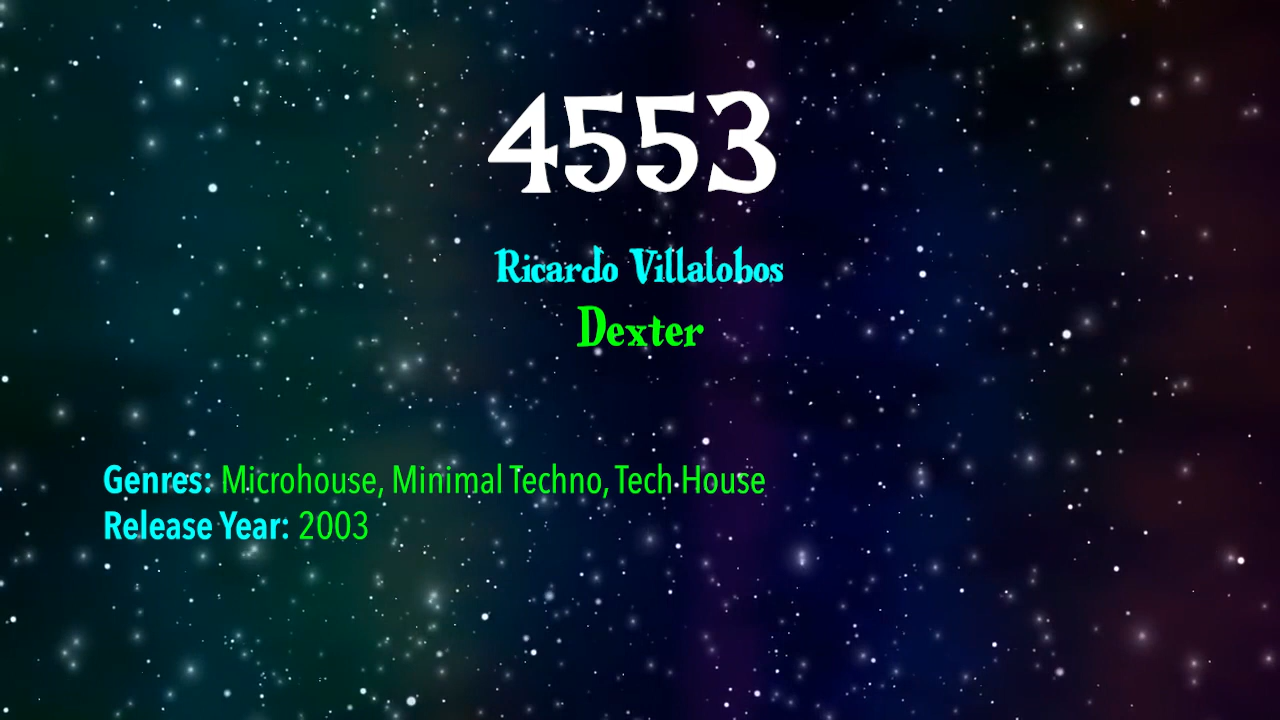 4553
Ricardo Villalobos
Dexter
Genres: Microhouse, Minimal Techno, Tech House
Release Year: 2003